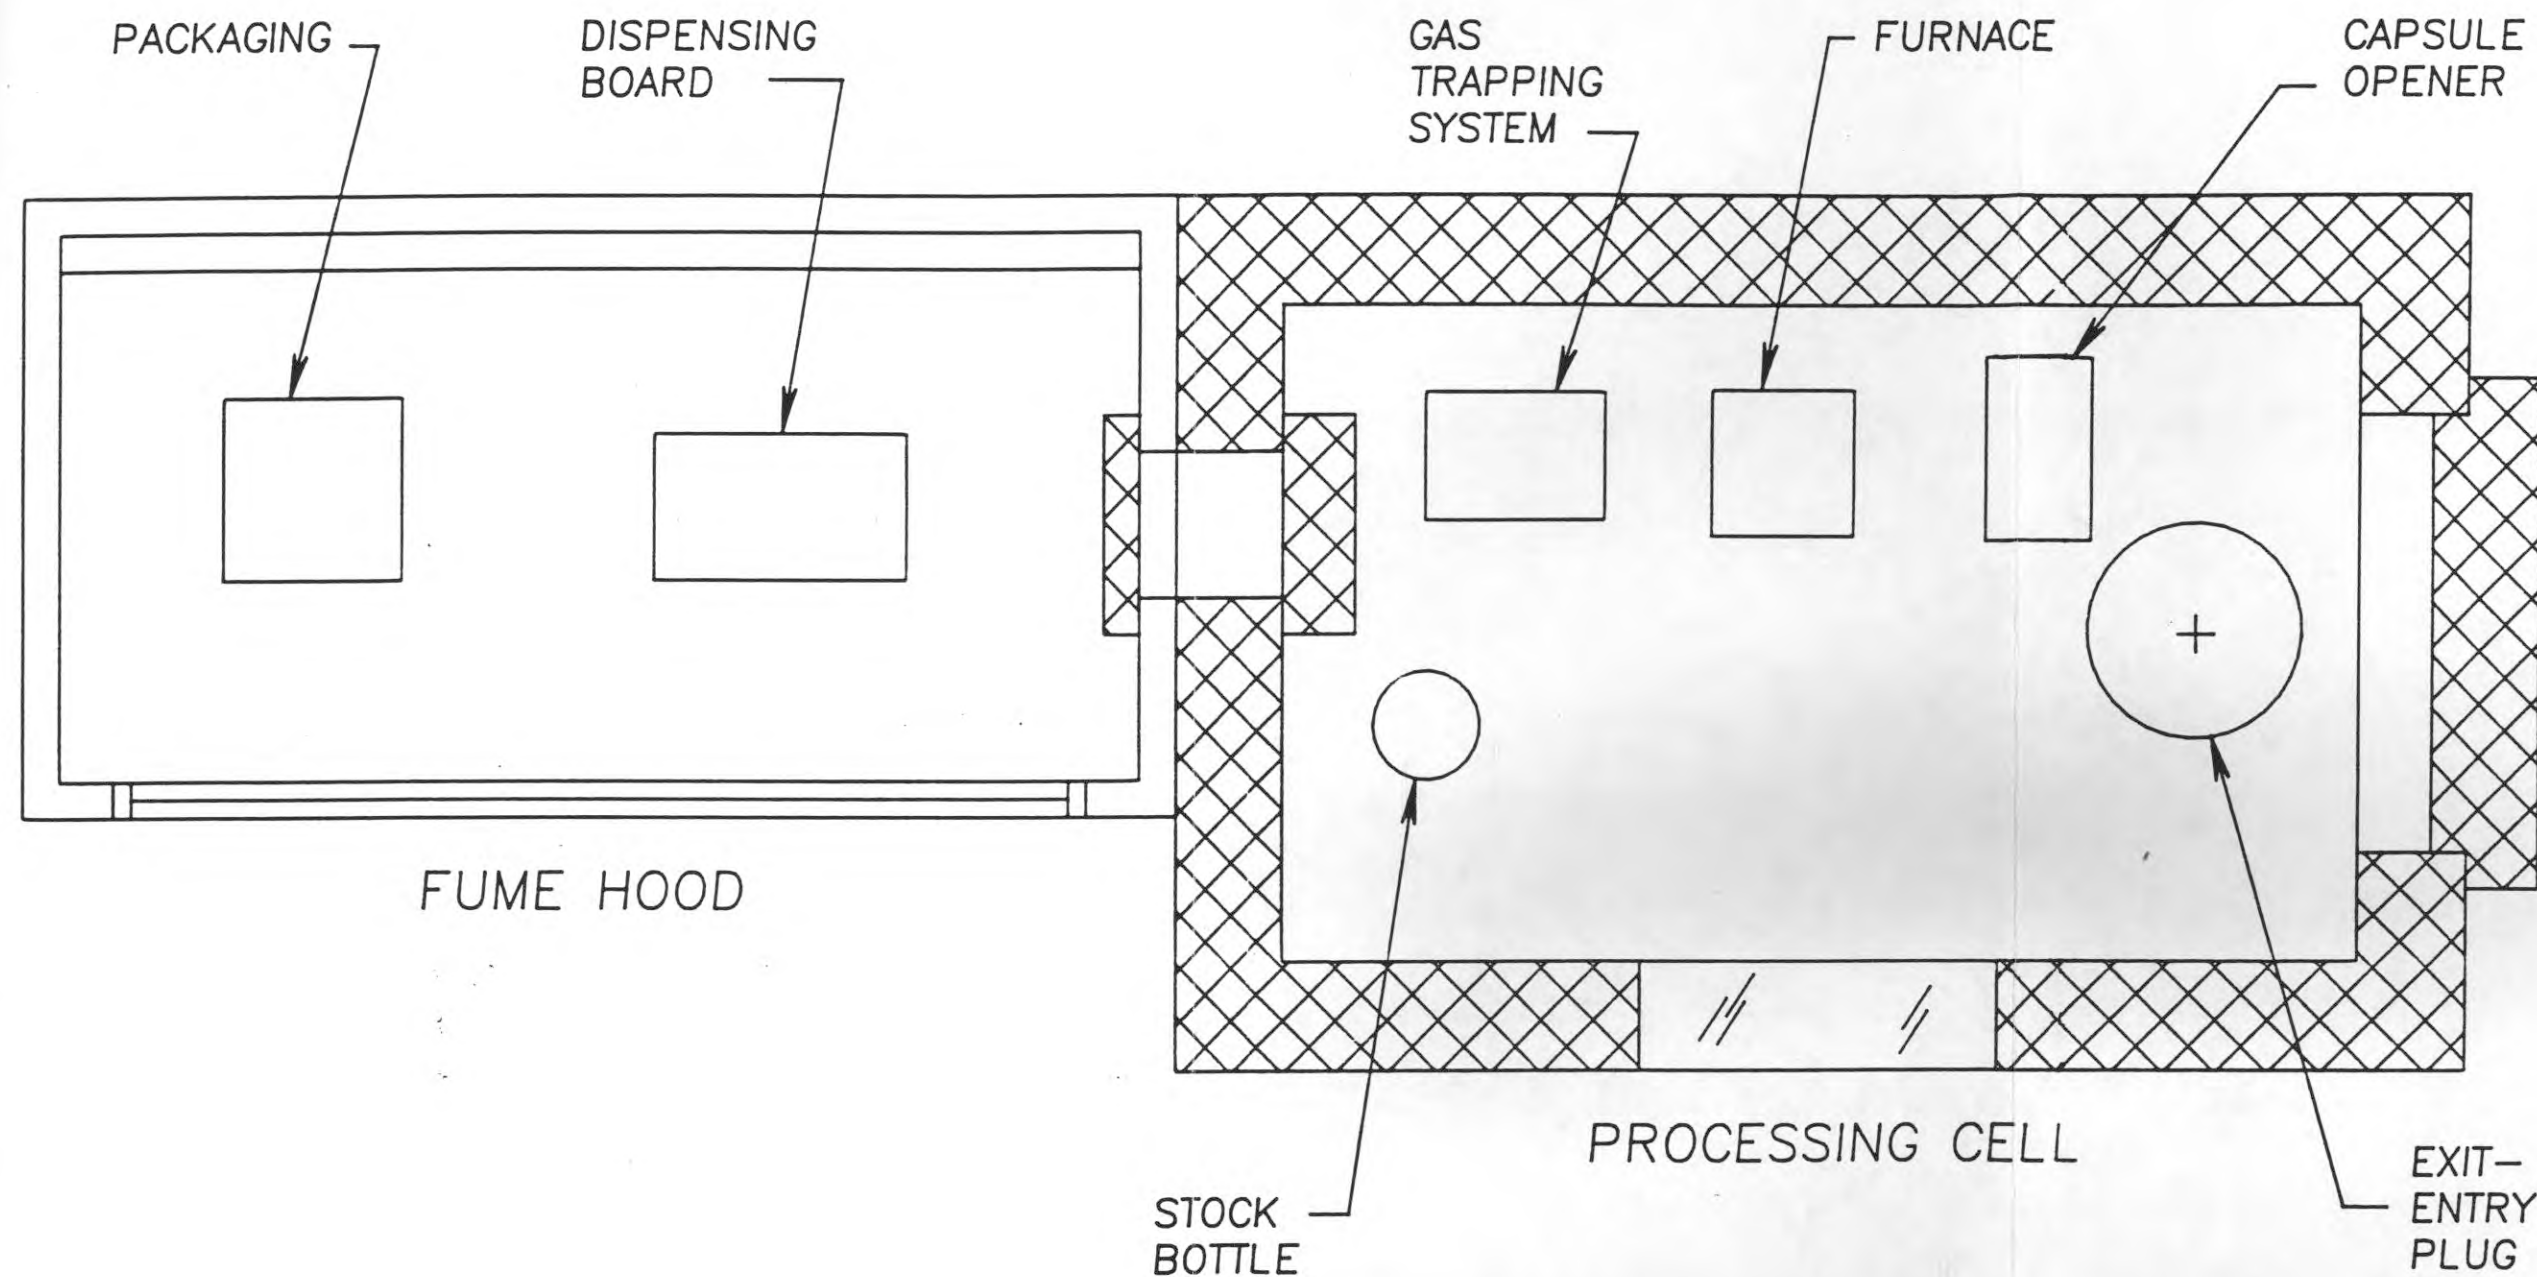 PACKAGING
DISPENSING
BOARD
GAS
TRAPPING
SYSTEM
FURNACE
CAPSULE
OPENER
FUME HOOD
PROCESSING CELL
STOCK
BOTTLE
EXIT-
ENTRY
PLUG